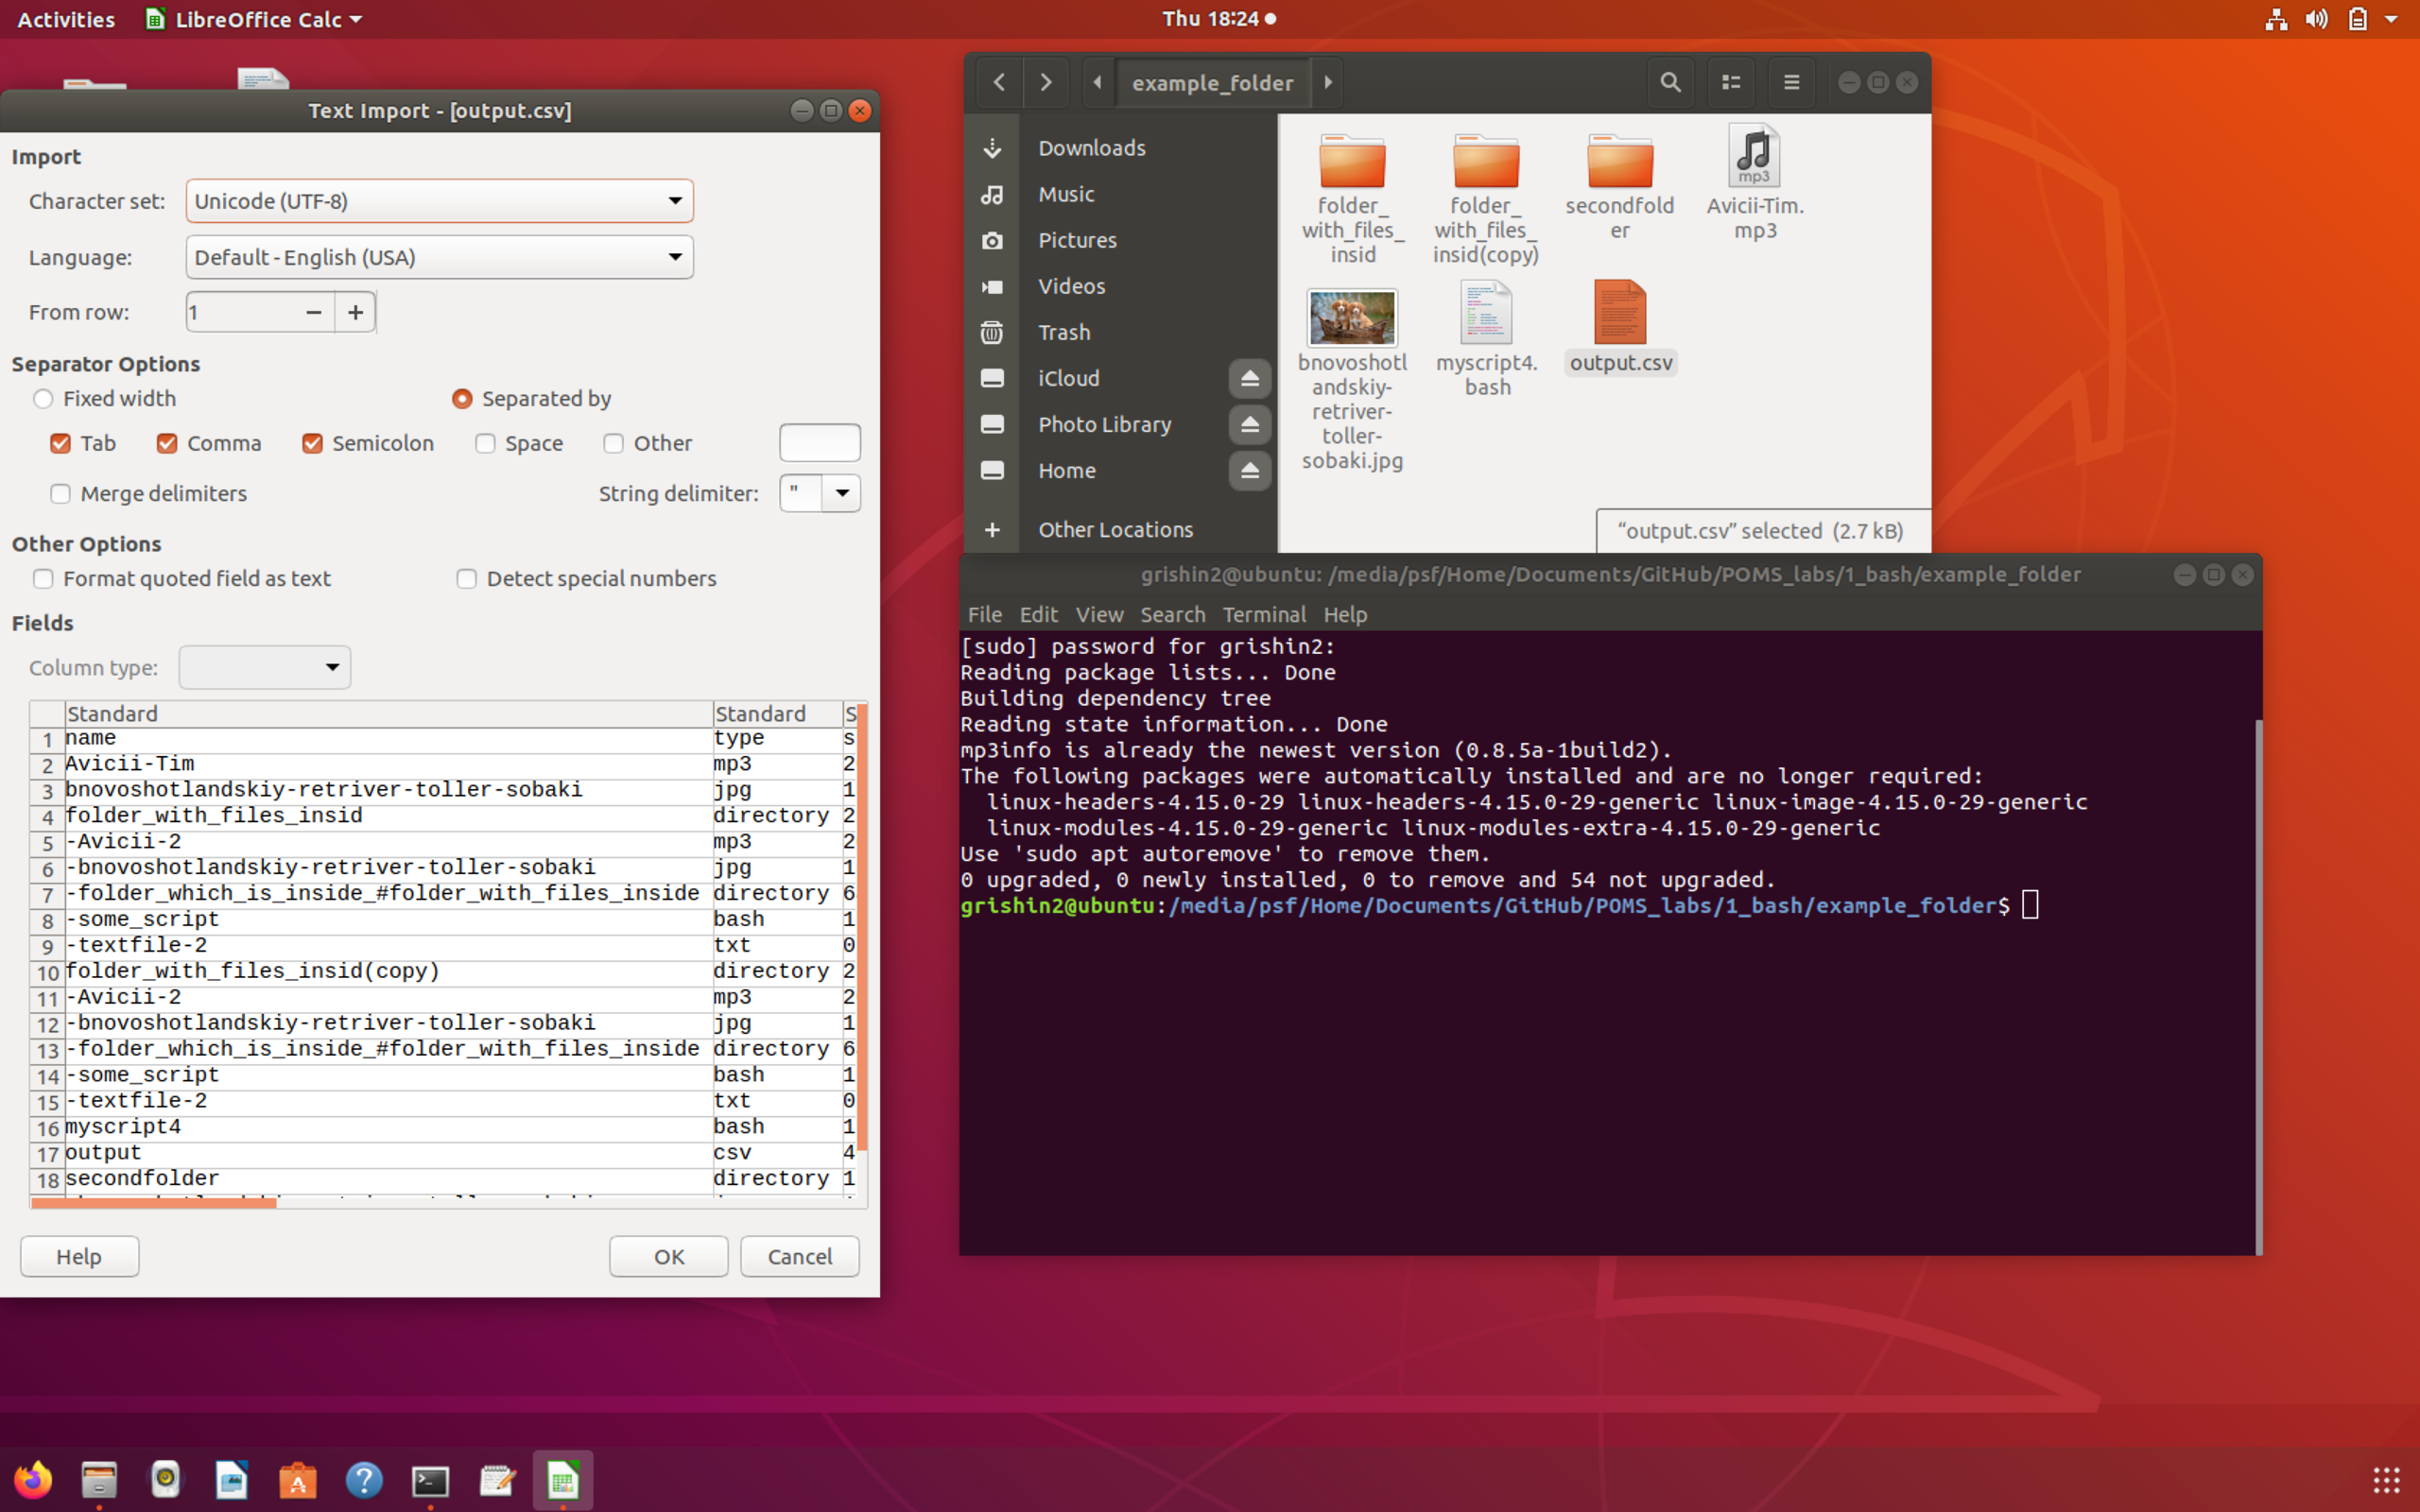 Activities
LibreOffice Calc
Thu 18:24
Text Import - [output.csv]
Import
Character set: Unicode (UTF-8)
Language: Default - English (USA)
From row: 1
Separator Options
Fixed width Separated by
Tab Comma Semicolon Space Other
Merge delimiters String delimiter: "
Other Options
Format quoted field as text Detect special numbers
Fields
Column type:
Standard Standard S
1 name type s
2 Avicii-Tim mp3 2
3 bnovoshotlandskiy-retriver-toller-sobaki jpg 1
4 folder_with_files_insid directory 2
5 -Avicii-2 mp3 2
6 -bnovoshotlandskiy-retriver-toller-sobaki jpg 1
7 -folder_which_is_inside_#folder_with_files_inside directory 6
8 -some_script bash 1
9 -textfile-2 txt 0
10 folder_with_files_insid(copy) directory 2
11 -Avicii-2 mp3 2
12 -bnovoshotlandskiy-retriver-toller-sobaki jpg 1
13 -folder_which_is_inside_#folder_with_files_inside directory 6
14 -some_script bash 1
15 -textfile-2 txt 0
16 myscript4 bash 1
17 output csv 4
18 secondfolder directory 1
Help OK Cancel
example_folder
Downloads
Music
Pictures
Videos
Trash
iCloud
Photo Library
Home
Other Locations
folder_
with_files_
insid
folder_
with_files_
insid(copy)
secondfold
er
mp3
Avicii-Tim.
mp3
bnovoshotl
andskiy-
retriver-
toller-
sobaki.jpg
myscript4.
bash
output.csv
“output.csv” selected (2.7 kB)
grishin2@ubuntu: /media/psf/Home/Documents/GitHub/POMS_labs/1_bash/example_folder
File Edit View Search Terminal Help
[sudo] password for grishin2:
Reading package lists... Done
Building dependency tree
Reading state information... Done
mp3info is already the newest version (0.8.5a-1build2).
The following packages were automatically installed and are no longer required:
linux-headers-4.15.0-29 linux-headers-4.15.0-29-generic linux-image-4.15.0-29-generic
linux-modules-4.15.0-29-generic linux-modules-extra-4.15.0-29-generic
Use 'sudo apt autoremove' to remove them.
0 upgraded, 0 newly installed, 0 to remove and 54 not upgraded.
grishin2@ubuntu:/media/psf/Home/Documents/GitHub/POMS_labs/1_bash/example_folder$